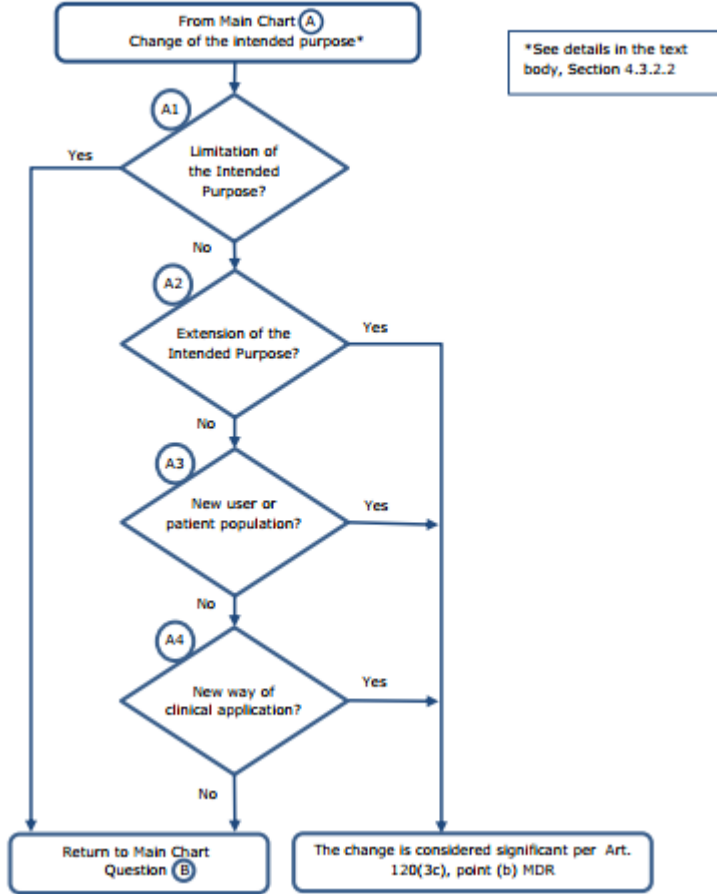 From Main Chart A
Change of the intended purpose*
*See details in the text
body, Section 4.3.2.2
A1
Yes
Limitation of
the Intended
Purpose?
No
A2
Extension of the
Intended Purpose?
Yes
No
A3
New user or
patient population?
Yes
No
A4
New way of
clinical application?
Yes
No
Return to Main Chart
Question B
The change is considered significant per Art.
120(3c), point (b) MDR